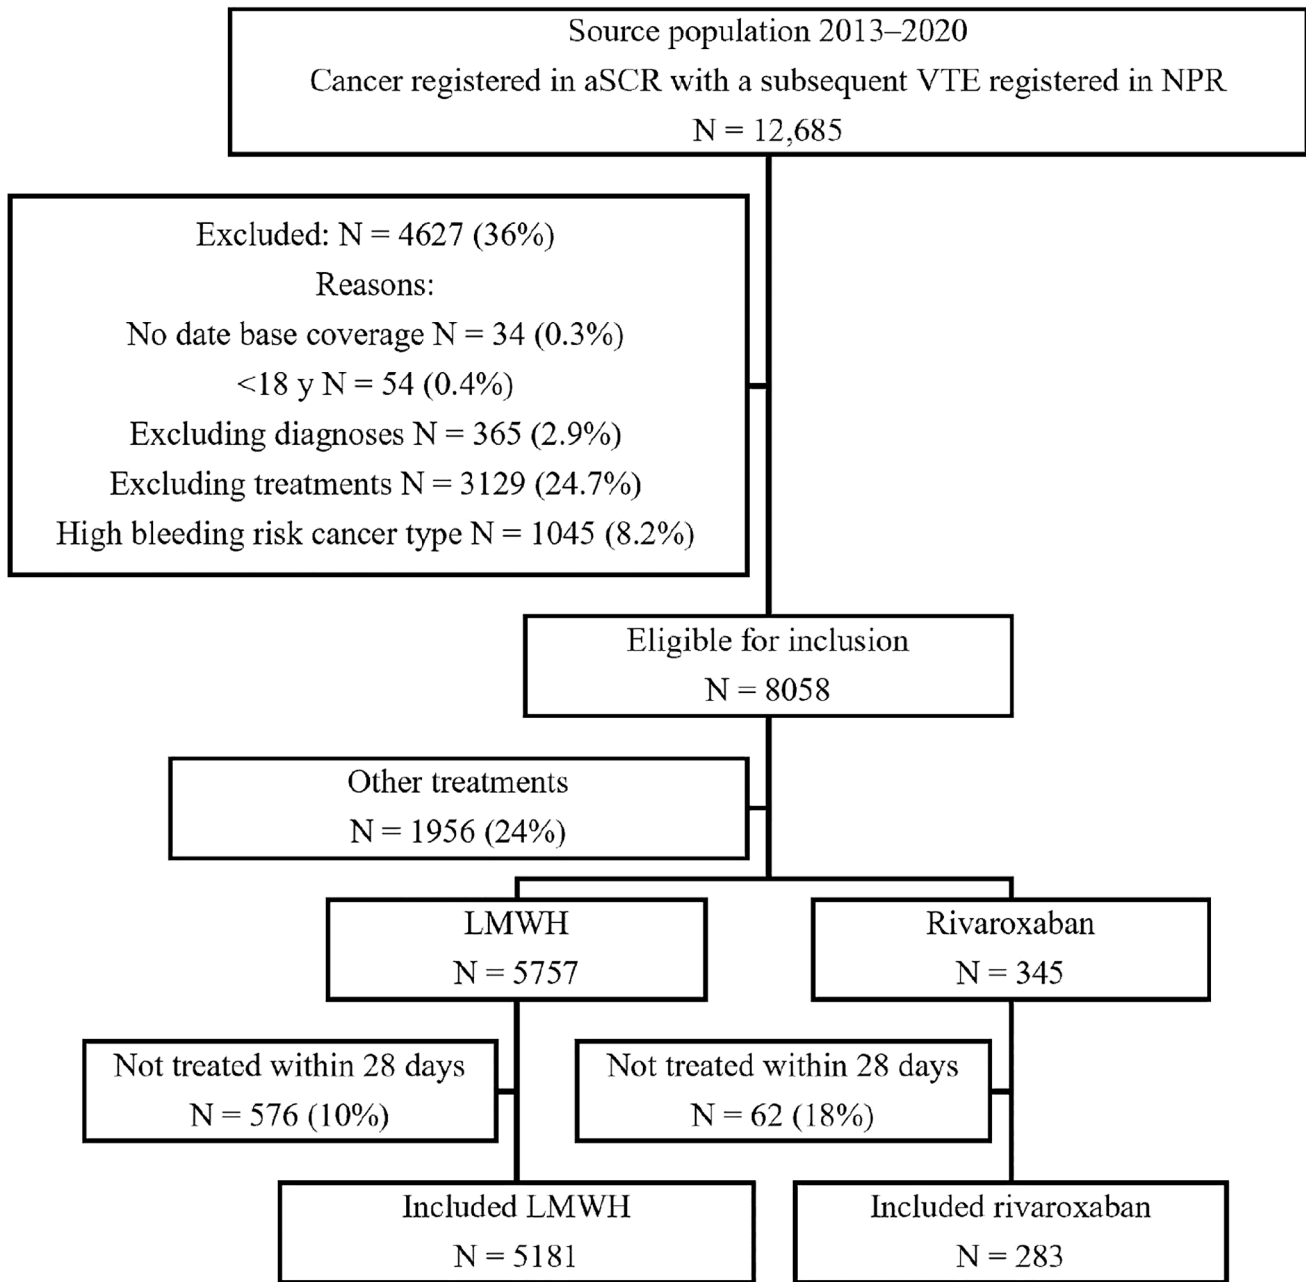 Source population 2013–2020
Cancer registered in aSCR with a subsequent VTE registered in NPR
N = 12,685
Excluded: N = 4627 (36%)
Reasons:
No date base coverage N = 34 (0.3%)
<18 y N = 54 (0.4%)
Excluding diagnoses N = 365 (2.9%)
Excluding treatments N = 3129 (24.7%)
High bleeding risk cancer type N = 1045 (8.2%)
Eligible for inclusion
N = 8058
Other treatments
N = 1956 (24%)
LMWH
N = 5757
Rivaroxaban
N = 345
Not treated within 28 days
N = 576 (10%)
Not treated within 28 days
N = 62 (18%)
Included LMWH
N = 5181
Included rivaroxaban
N = 283